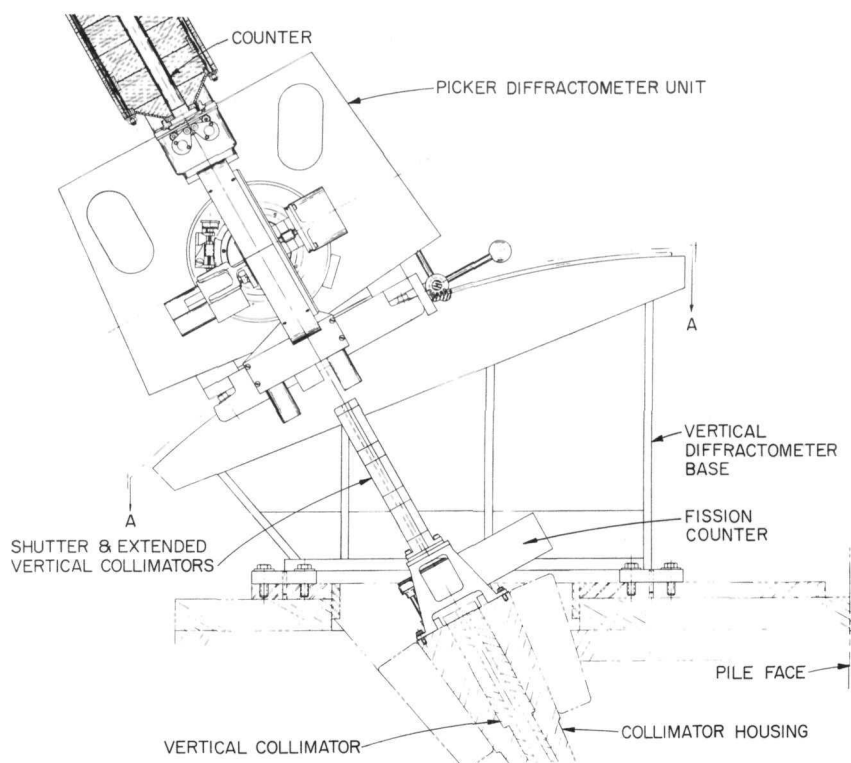 COUNTER
PICKER DIFFRACTOMETER UNIT
A
VERTICAL
DIFFRACTOMETER
BASE
A
FISSION
COUNTER
SHUTTER & EXTENDED
VERTICAL COLLIMATORS
PILE FACE
COLLIMATOR HOUSING
VERTICAL COLLIMATOR